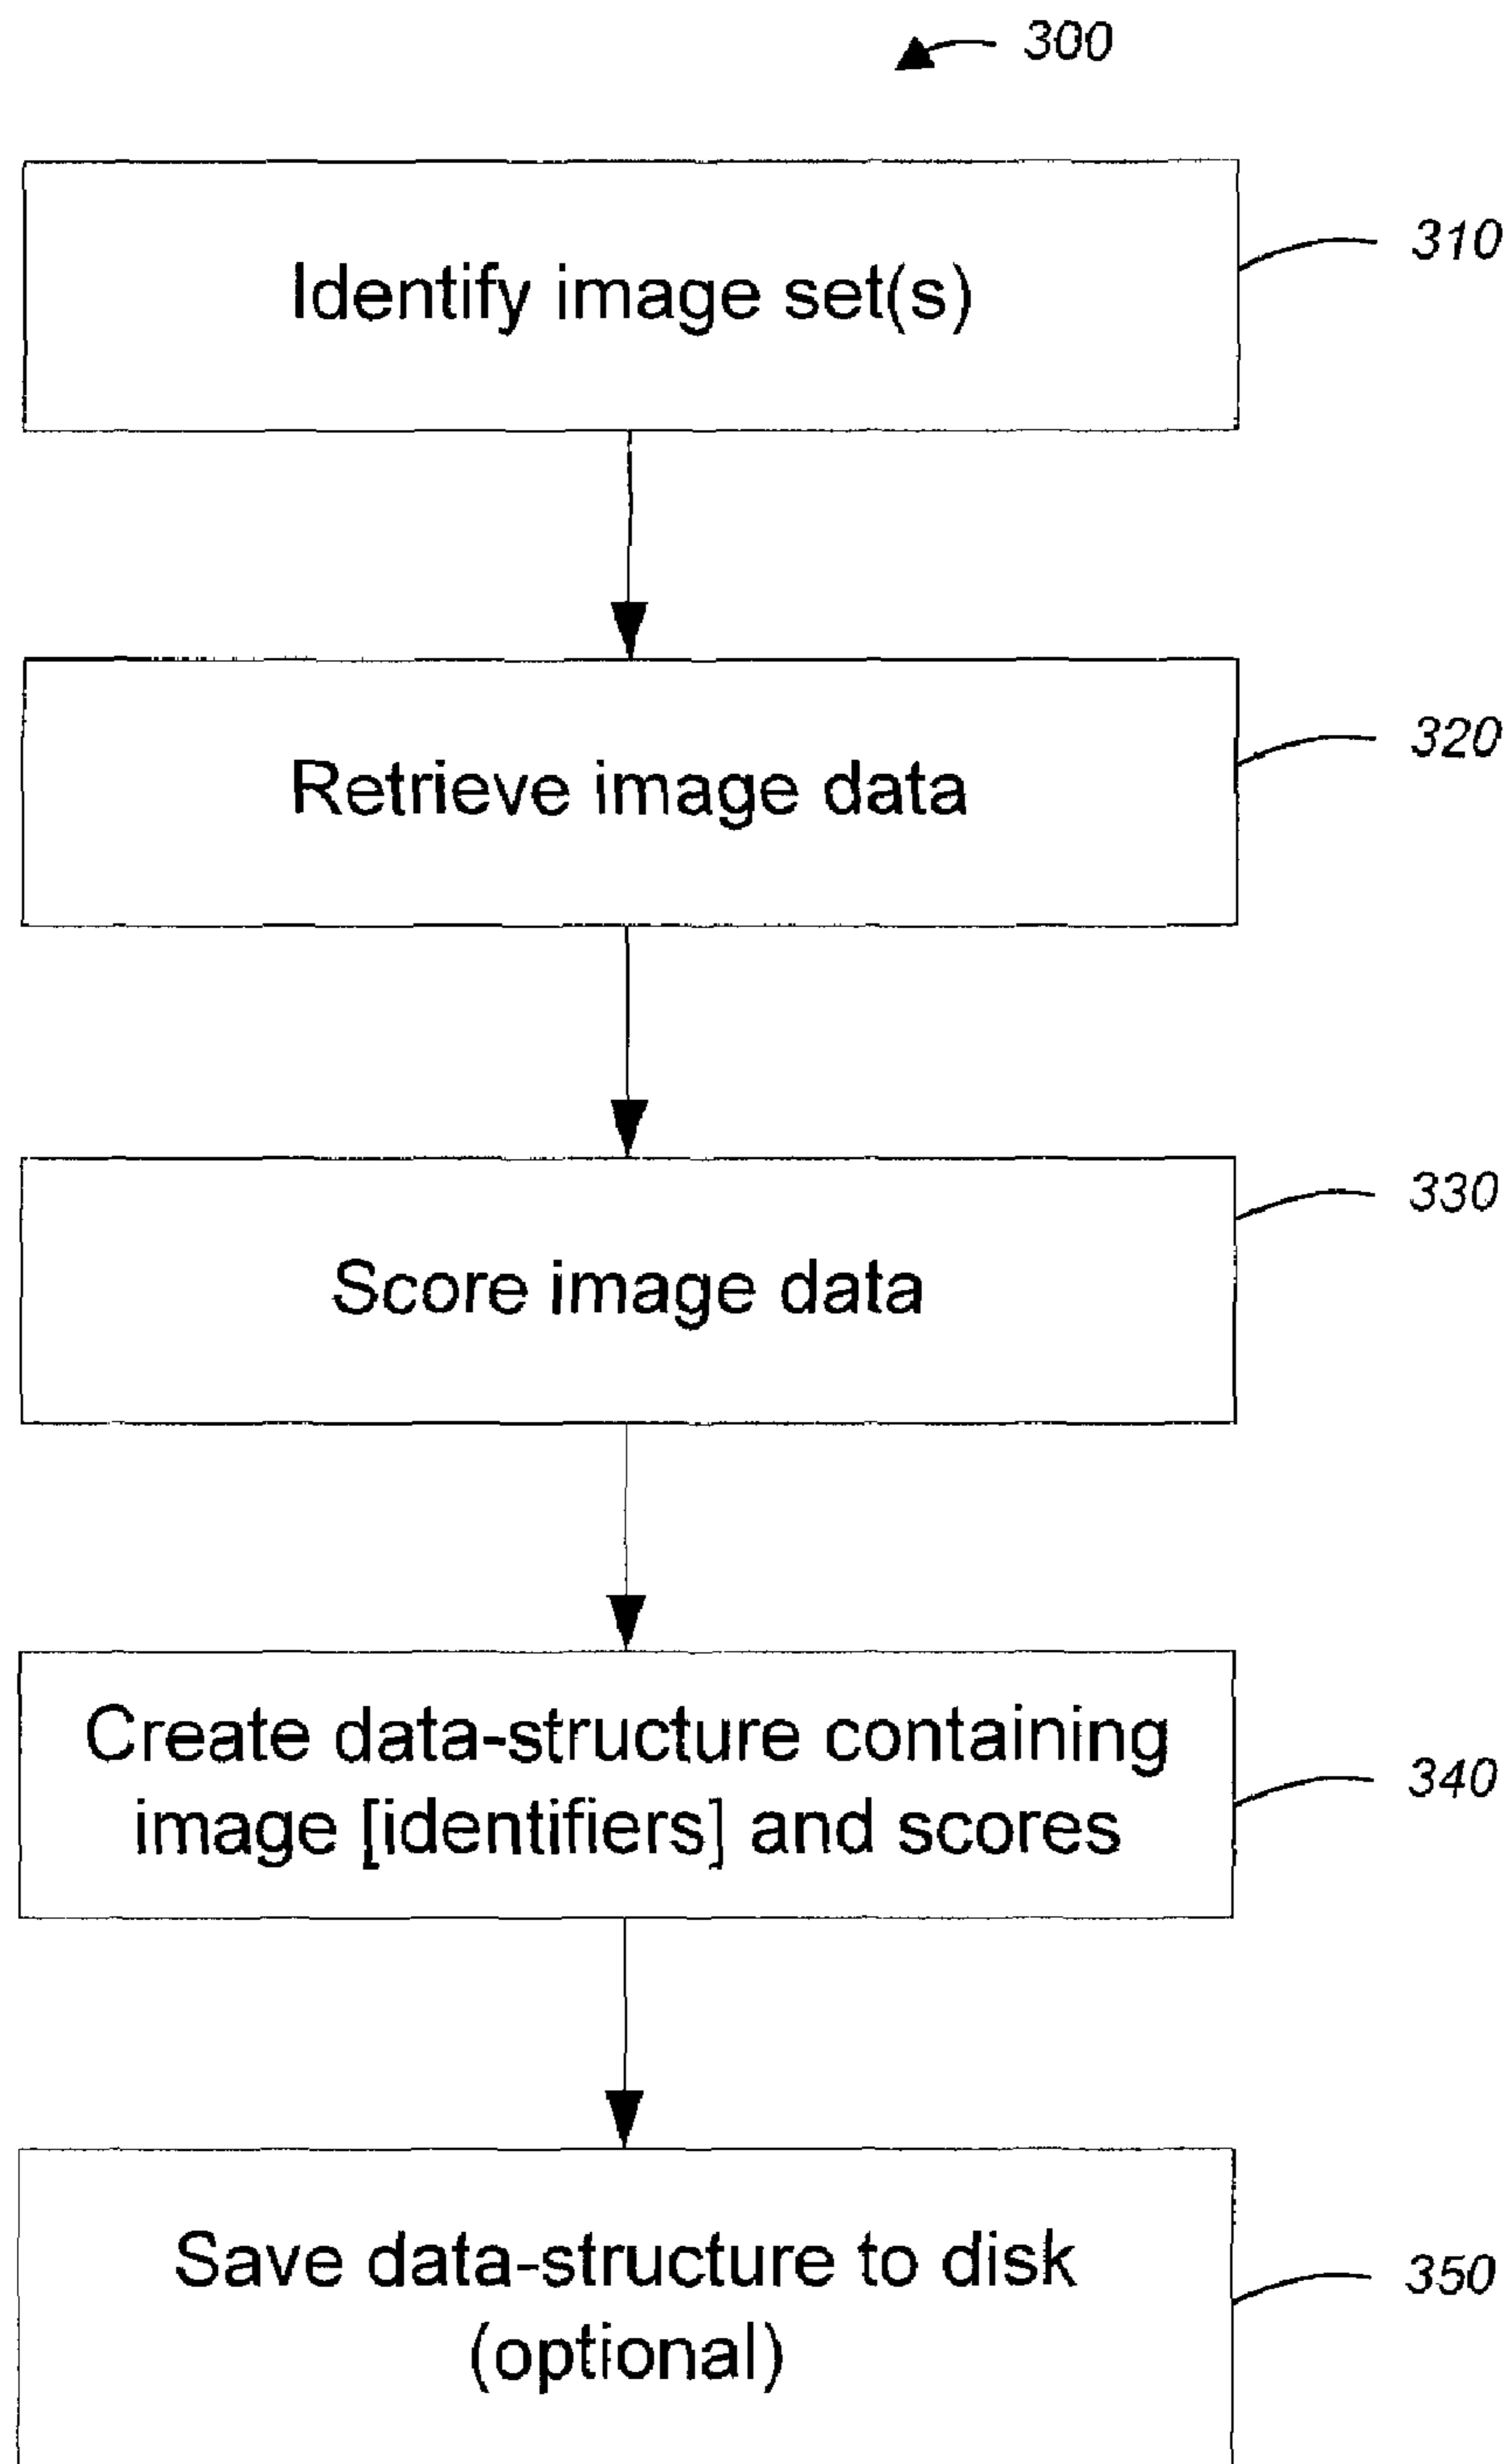 300
Identify image set(s)
310
Retrieve image data
320
Score image data
330
Create data-structure containing
image [identifiers] and scores
340
Save data-structure to disk
(optional)
350